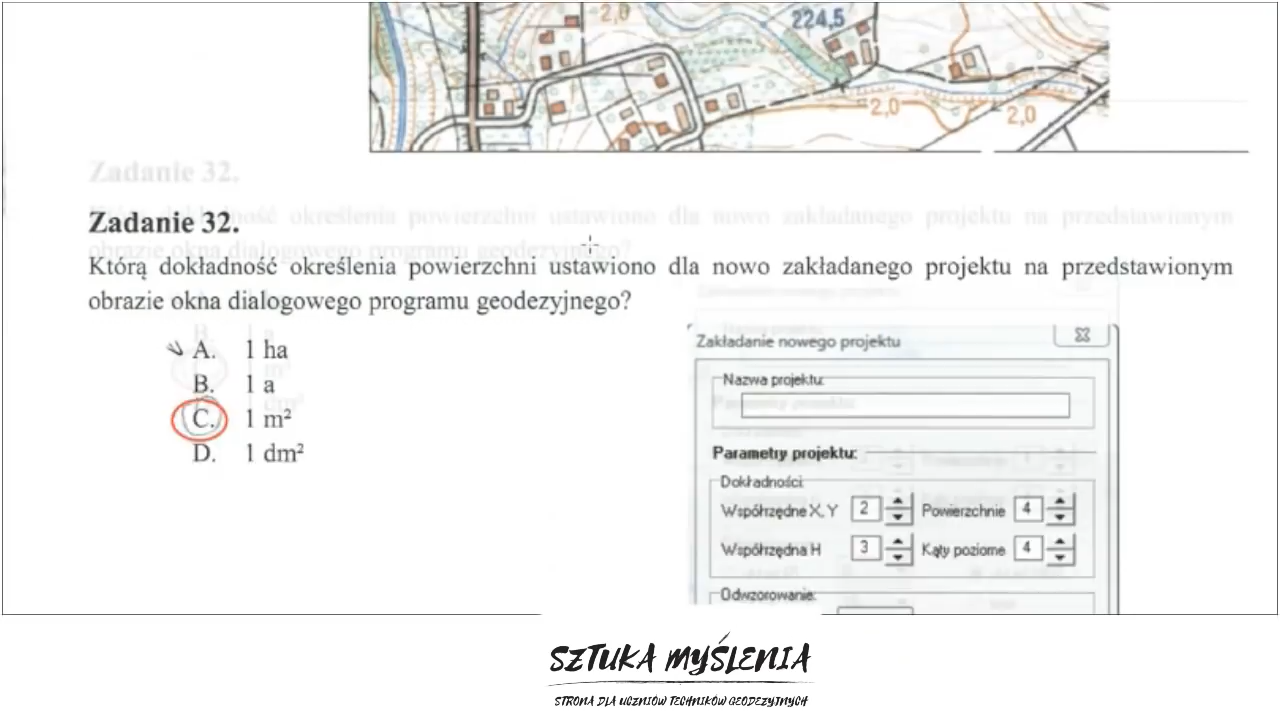 2,0
224,5
2,0
2,0
Zadanie 32.
Zadanie 32.
Którą dokładność określenia powierzchni ustawiono dla nowo zakładanego projektu na przedstawionym
obrazie okna dialogowego programu geodezyjnego?
A. 1 ha
B. 1 a
C. 1 m²
D. 1 dm²
Zakładanie nowego projektu
Nazwa projektu:
Parametry projektu:
Dokładności:
Współrzędne X, Y 2 Powierzchnie 4
Współrzędna H 3 Kąty poziome 4
Odwzorowanie:
SZTUKA MYŚLENIA
STRONA DLA UCZNIÓW TECHNIKÓW GEODEZYJNYCH